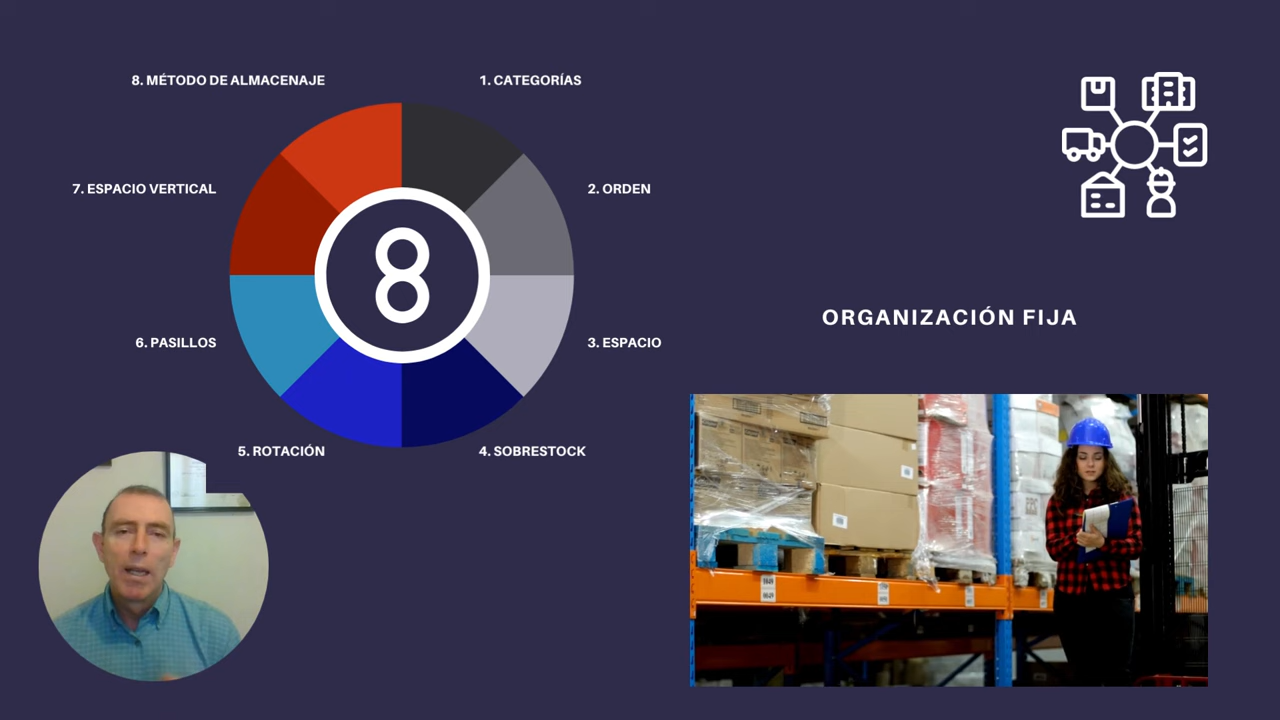 8. MÉTODO DE ALMACENAJE
1. CATEGORÍAS
7. ESPACIO VERTICAL
2. ORDEN
8
6. PASILLOS
3. ESPACIO
5. ROTACIÓN
4. SOBRESTOCK
ORGANIZACIÓN FIJA